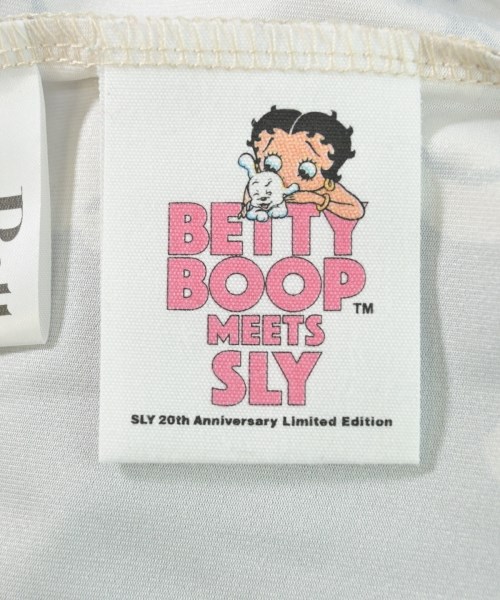 BETTY
BOOP™
MEETS
SLY
SLY 20th Anniversary Limited Edition